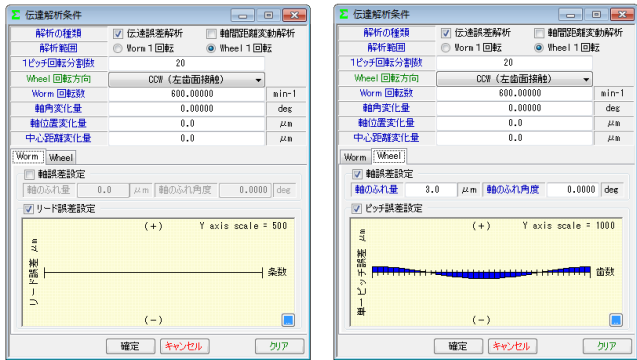 伝達解析条件
解析の種類 伝達誤差解析 軸間距離変動解析
解析範囲 Worm 1回転 Wheel 1回転
1ピッチ回転分割数 20
Wheel 回転方向 CCW (左歯面接触)
Worm 回転数 600.00000 min-1
軸角変化量 0.00000 deg
軸位置変化量 0.0 μm
中心距離変化量 0.0 μm
Worm Wheel
軸誤差設定
軸のふれ量 0.0 μm 軸のふれ角度 0.0000 deg
リード誤差設定
(+) Y axis scale = 500
リード誤差 μm
条数
(-)
確定 キャンセル クリア
伝達解析条件
解析の種類 伝達誤差解析 軸間距離変動解析
解析範囲 Worm 1回転 Wheel 1回転
1ピッチ回転分割数 20
Wheel 回転方向 CCW (左歯面接触)
Worm 回転数 600.00000 min-1
軸角変化量 0.00000 deg
軸位置変化量 0.0 μm
中心距離変化量 0.0 μm
Worm Wheel
軸誤差設定
軸のふれ量 3.0 μm 軸のふれ角度 0.0000 deg
ピッチ誤差設定
(+) Y axis scale = 1000
単一ピッチ誤差 μm
歯数
(-)
確定 キャンセル クリア